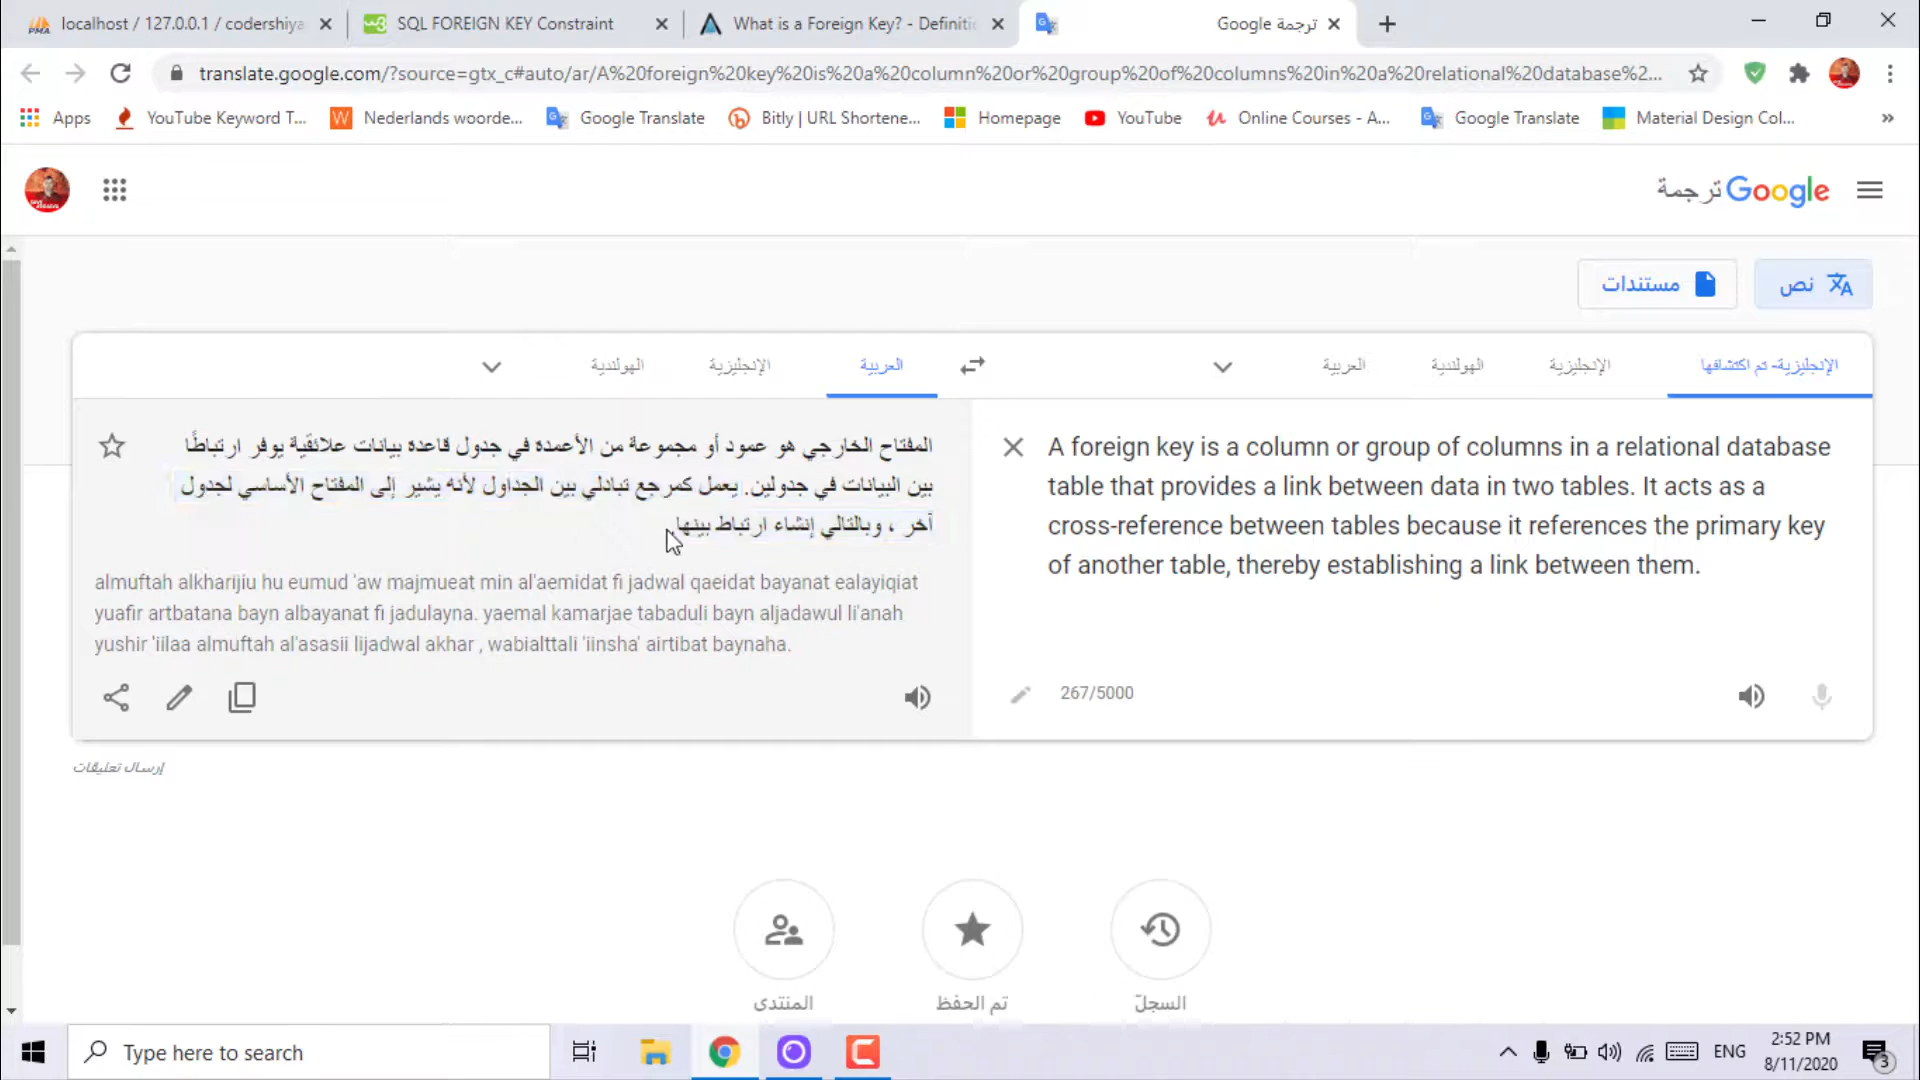 localhost / 127.0.0.1 / codershiya
SQL FOREIGN KEY Constraint
What is a Foreign Key? - Definiti
ترجمة Google
translate.google.com/?source=gtx_c#auto/ar/A%20foreign%20key%20is%20a%20column%20or%20group%20of%20columns%20in%20a%20relational%20database%2...
Apps
YouTube Keyword T...
Nederlands woorde...
Google Translate
Bitly | URL Shortene...
Homepage
YouTube
Online Courses - A...
Google Translate
Material Design Col...
»
ترجمة Google
نص
مستندات
الإنجليزية- تم اكتشافها
الإنجليزية
الهولندية
العربية
العربية
الإنجليزية
الهولندية
A foreign key is a column or group of columns in a relational database
table that provides a link between data in two tables. It acts as a
cross-reference between tables because it references the primary key
of another table, thereby establishing a link between them.
267/5000
المفتاح الخارجي هو عمود أو مجموعة من الأعمدة في جدول قاعدة بيانات علائقية يوفر ارتباطًا
بين البيانات في جدولين. يعمل كمرجع تبادلي بين الجداول لأنه يشير إلى المفتاح الأساسي لجدول
آخر ، وبالتالي إنشاء ارتباط بينها.
almuftah alkharijiu hu eumud 'aw majmueat min al'aemidat fi jadwal qaeidat bayanat ealayiqiat
yuafir artbatana bayn albayanat fi jadulayna. yaemal kamarjae tabaduli bayn aljadawul li'anah
yushir 'iilaa almuftah al'asasii lijadwal akhar , wabialttali 'iinsha' airtibat baynaha.
إرسال تعليقات
السجلّ
تم الحفظ
المنتدى
Type here to search
ENG
2:52 PM
8/11/2020
3